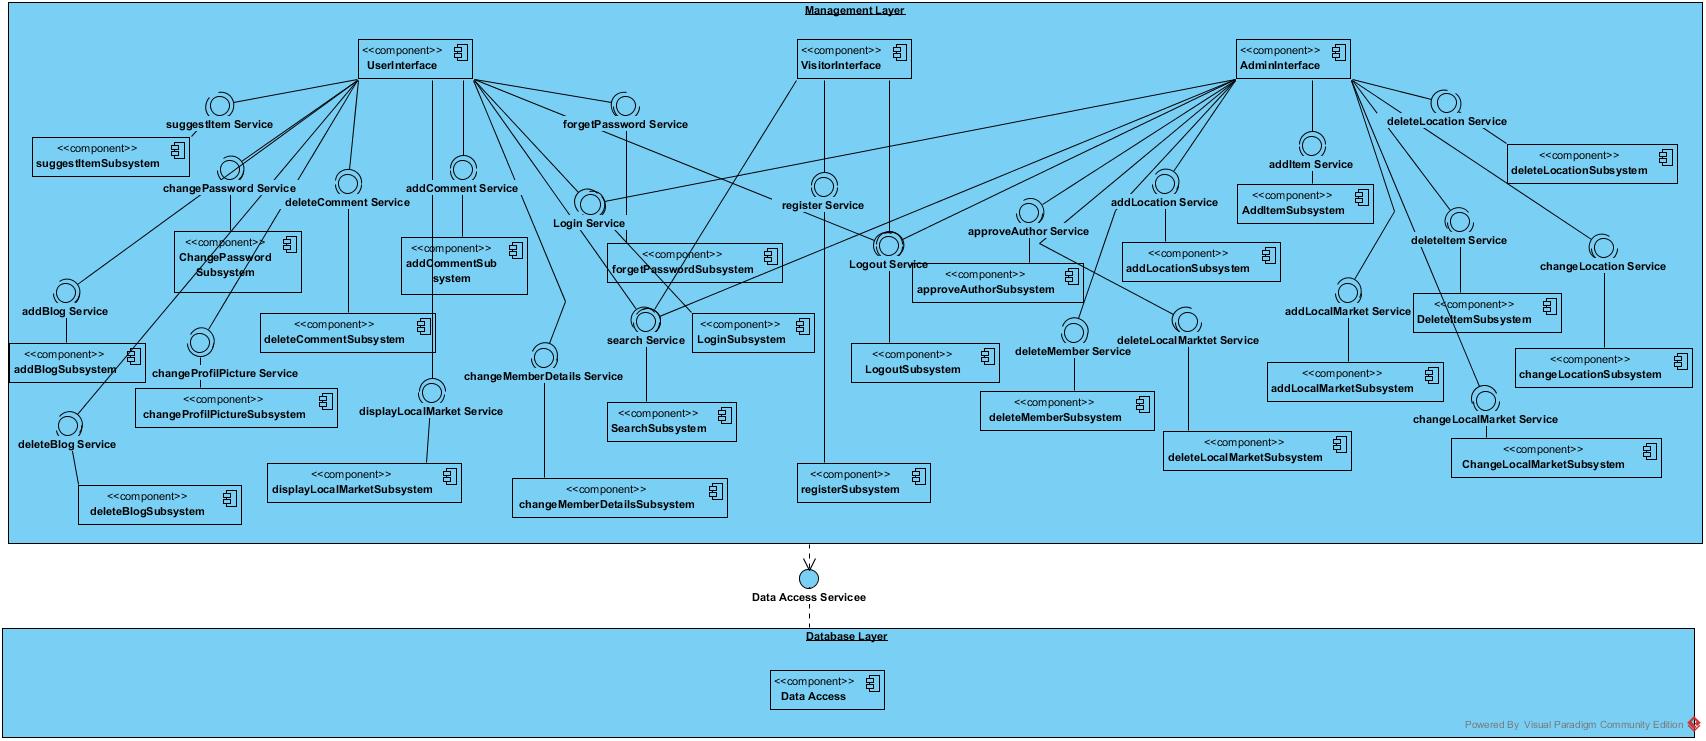 Management Layer
<<component>>
UserInterface
<<component>>
VisitorInterface
<<component>>
AdminInterface
suggestItem Service
forgetPassword Service
deleteLocation Service
<<component>>
suggestItemSubsystem
<<component>>
deleteLocationSubsystem
addItem Service
changePassword Service
addComment Service
deleteComment Service
register Service
addLocation Service
<<component>>
AddItemSubsystem
Login Service
approveAuthor Service
deleteItem Service
<<component>>
ChangePassword
Subsystem
<<component>>
addCommentSub
system
<<component>>
forgetPasswordSubsystem
Logout Service
<<component>>
addLocationSubsystem
changeLocation Service
<<component>>
approveAuthorSubsystem
addBlog Service
addLocalMarket Service
<<component>>
DeleteItemSubsystem
<<component>>
deleteCommentSubsystem
search Service
<<component>>
LoginSubsystem
deleteMember Service
deleteLocalMarktet Service
<<component>>
addBlogSubsystem
changeProfilPicture Service
changeMemberDetails Service
<<component>>
LogoutSubsystem
<<component>>
changeLocationSubsystem
<<component>>
addLocalMarketSubsystem
<<component>>
changeProfilPictureSubsystem
displayLocalMarket Service
<<component>>
SearchSubsystem
<<component>>
deleteMemberSubsystem
changeLocalMarket Service
deleteBlog Service
<<component>>
deleteLocalMarketSubsystem
<<component>>
ChangeLocalMarketSubsystem
<<component>>
displayLocalMarketSubsystem
<<component>>
changeMemberDetailsSubsystem
<<component>>
registerSubsystem
<<component>>
deleteBlogSubsystem
Data Access Servicee
Database Layer
<<component>>
Data Access
Powered By Visual Paradigm Community Edition